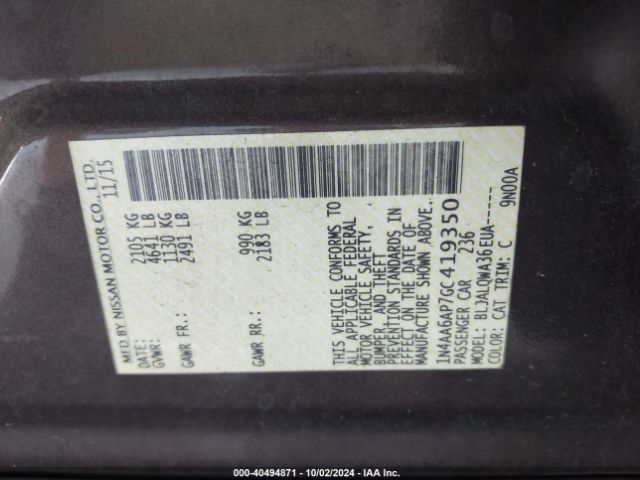 MFD BY NISSAN MOTOR CO., LTD.
DATE: 11/15
GVWR: 2105 KG
4641 LB
GAWR FR.: 1130 KG
2491 LB
GAWR RR.: 990 KG
2183 LB
THIS VEHICLE CONFORMS TO
ALL APPLICABLE FEDERAL
MOTOR VEHICLE SAFETY,
BUMPER, AND THEFT
PREVENTION STANDARDS IN
EFFECT ON THE DATE OF
MANUFACTURE SHOWN ABOVE.
1N4AA6AP7GC419350
PASSENGER CAR 236
MODEL: BLJALQWA36EUA-----
COLOR: CAT TRIM: C 9N00A
000-40494871 | 10/02/2024 | IAA Inc.